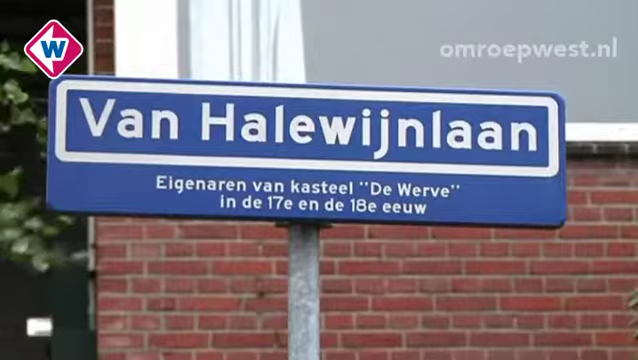 W
omroepwest.nl
Van Halewijnlaan
Eigenaren van kasteel "De Werve"
in de 17e en de 18e eeuw